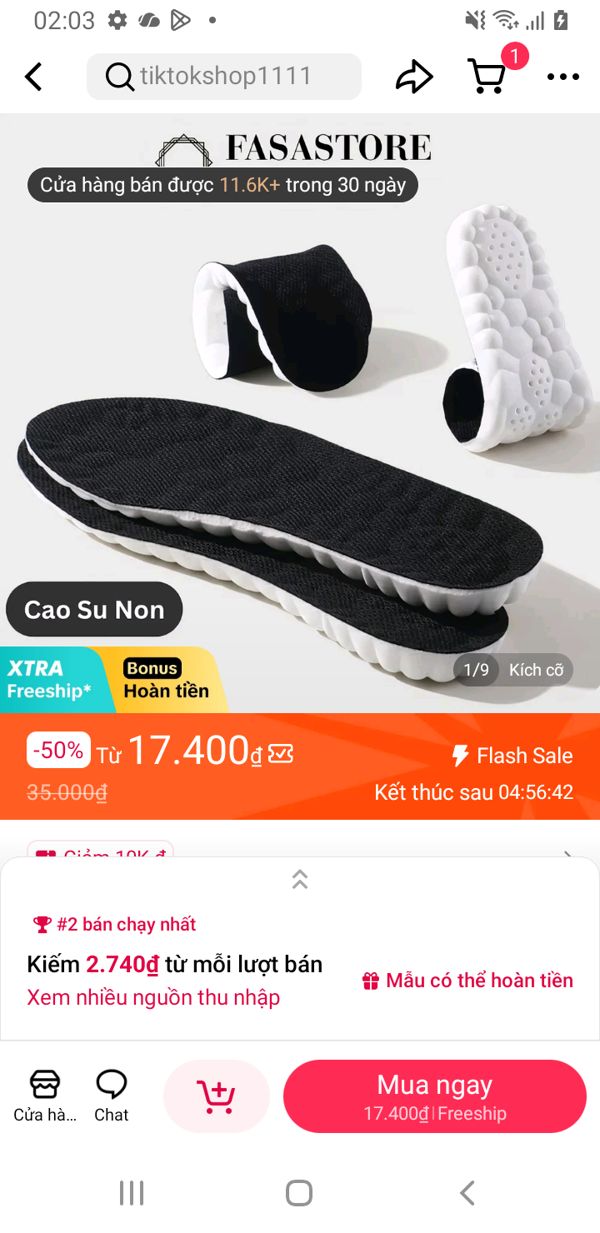 02:03
tiktokshop1111
1
FASASTORE
Cửa hàng bán được 11.6K+ trong 30 ngày
Cao Su Non
XTRA
Freeship*
Bonus
Hoàn tiền
1/9 Kích cỡ
-50% Từ 17.400₫
Flash Sale
35.000₫
Kết thúc sau 04:56:42
Giảm 10K ₫
#2 bán chạy nhất
Kiếm 2.740₫ từ mỗi lượt bán
Mẫu có thể hoàn tiền
Xem nhiều nguồn thu nhập
Cửa hà...
Chat
Mua ngay
17.400₫ | Freeship